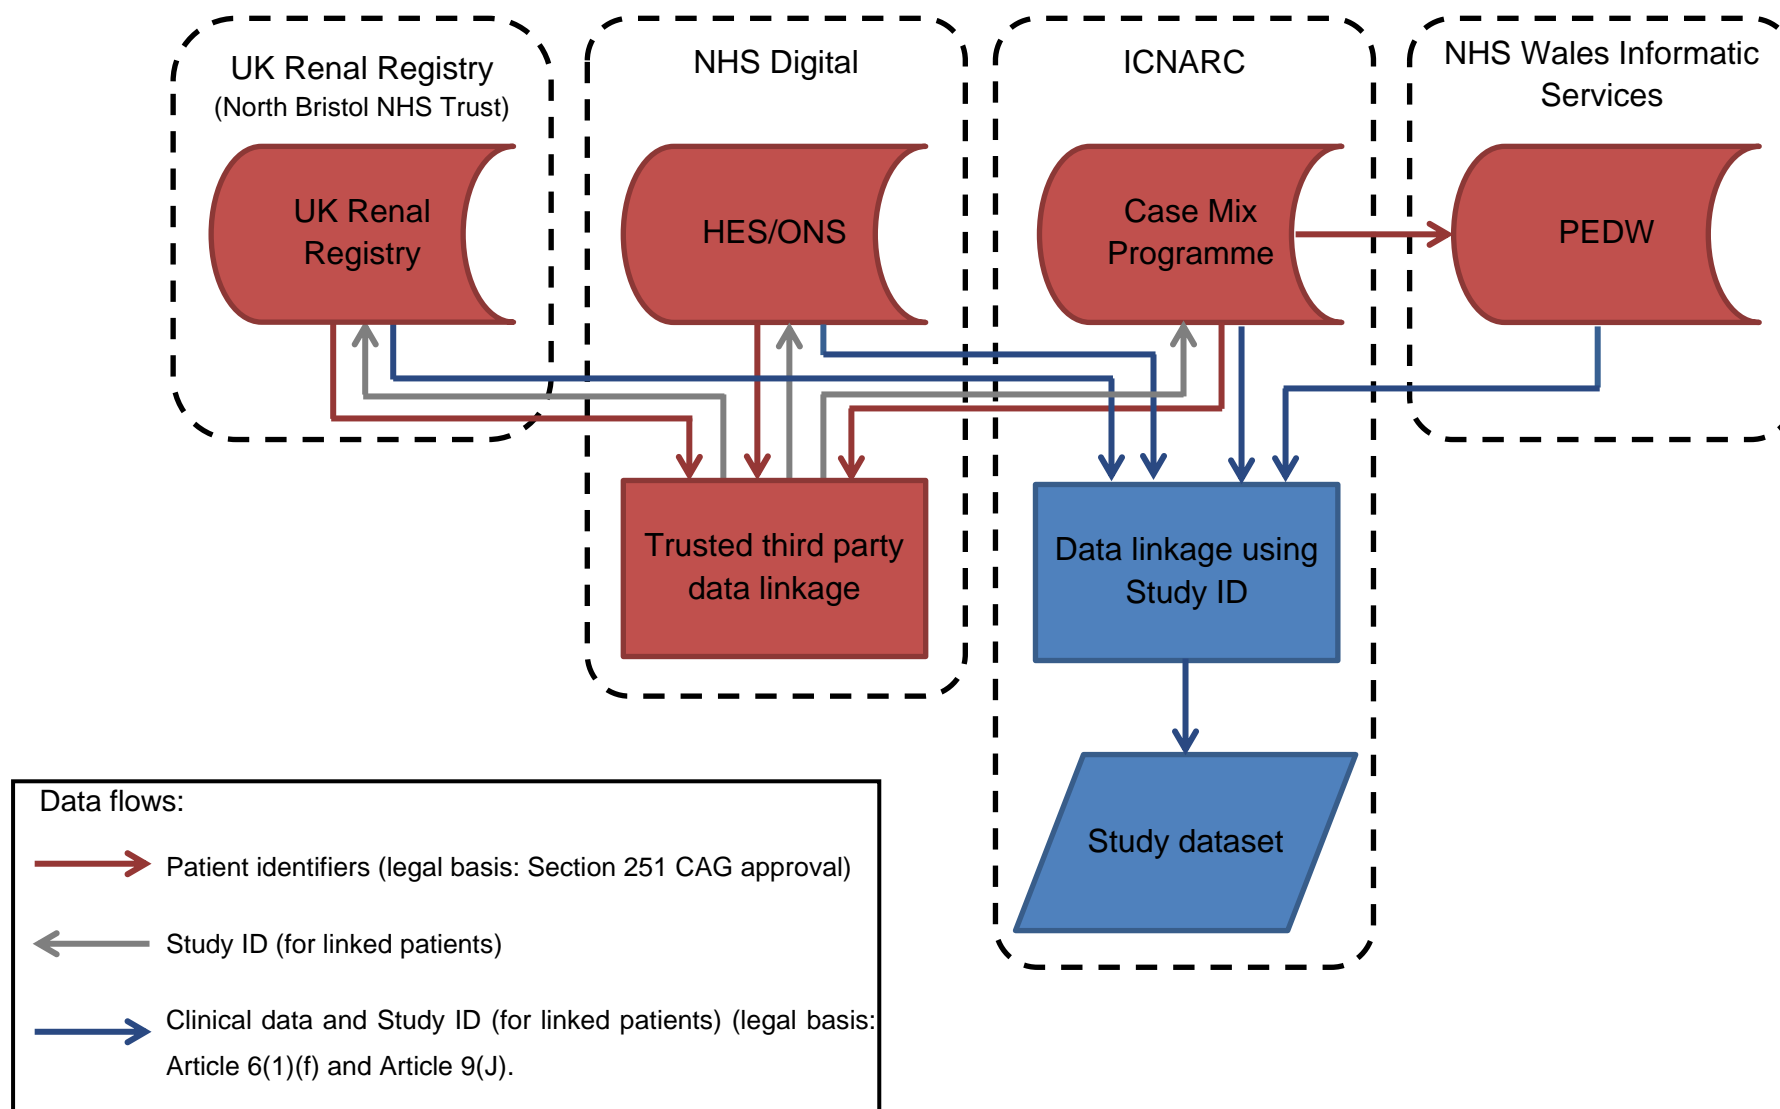 UK Renal Registry
(North Bristol NHS Trust)
NHS Digital
ICNARC
NHS Wales Informatic
Services
UK Renal
Registry
HES/ONS
Case Mix
Programme
PEDW
Trusted third party
data linkage
Data linkage using
Study ID
Study dataset
Data flows:
Patient identifiers (legal basis: Section 251 CAG approval)
Study ID (for linked patients)
Clinical data and Study ID (for linked patients) (legal basis:
Article 6(1)(f) and Article 9(J).